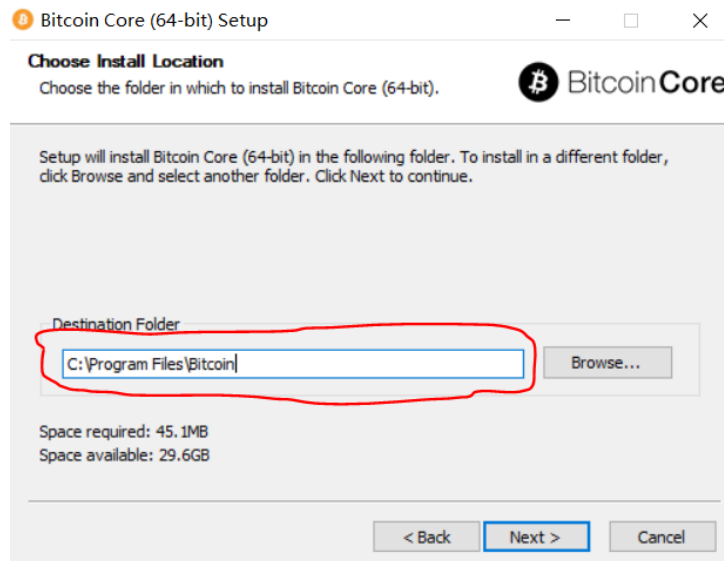 Bitcoin Core (64-bit) Setup
Choose Install Location
Choose the folder in which to install Bitcoin Core (64-bit).
Bitcoin Core
Setup will install Bitcoin Core (64-bit) in the following folder. To install in a different folder,
click Browse and select another folder. Click Next to continue.
Destination Folder
C:\Program Files\Bitcoin
Browse...
Space required: 45.1MB
Space available: 29.6GB
< Back
Next >
Cancel